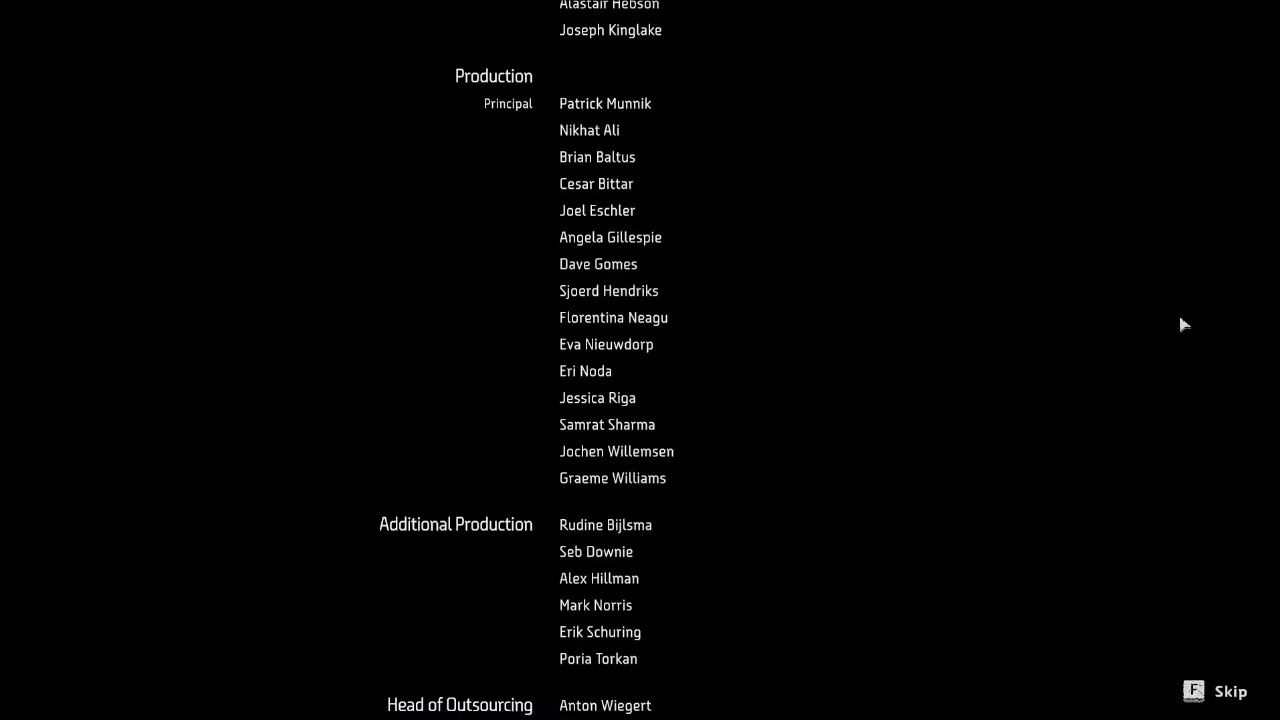 Alastair Hebson
Joseph Kinglake
Production
Principal Patrick Munnik
Nikhat Ali
Brian Baltus
Cesar Bittar
Joel Eschler
Angela Gillespie
Dave Gomes
Sjoerd Hendriks
Florentina Neagu
Eva Nieuwdorp
Eri Noda
Jessica Riga
Samrat Sharma
Jochen Willemsen
Graeme Williams
Additional Production Rudine Bijlsma
Seb Downie
Alex Hillman
Mark Norris
Erik Schuring
Poria Torkan
Head of Outsourcing Anton Wiegert
F Skip